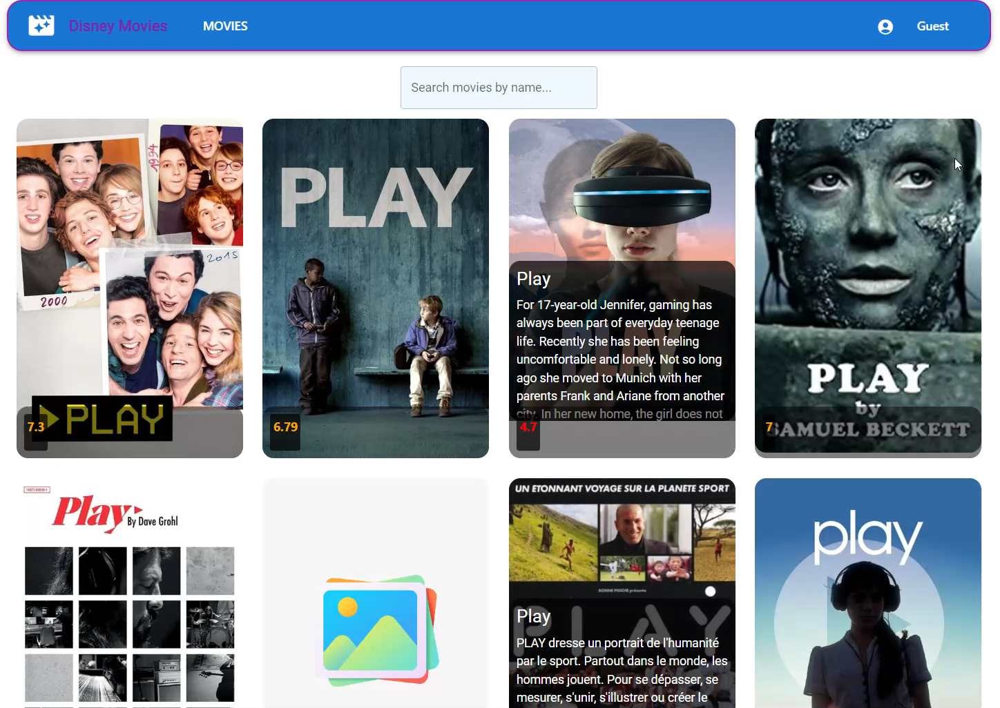 Disney Movies
MOVIES
Guest
Search movies by name...
1994
2000
2015
PLAY
7.3
PLAY
6.79
Play
For 17-year-old Jennifer, gaming has
always been part of everyday teenage
life. Recently she has been feeling
uncomfortable and lonely. Not so long
ago she moved to Munich with her
parents Frank and Ariane from another
city. In her new home, the girl does not
PLAY
4.7
PLAY
by
SAMUEL BECKETT
7
Play
By Dave Grohl
UN ETONNANT VOYAGE SUR LA PLANETE SPORT
BONNE PIOCHE présente
PLAY
Play
PLAY dresse un portrait de l'humanité
par le sport. Partout dans le monde, les
hommes jouent. Pour se dépasser, se
mesurer, s'unir, s'illustrer ou créer le
play